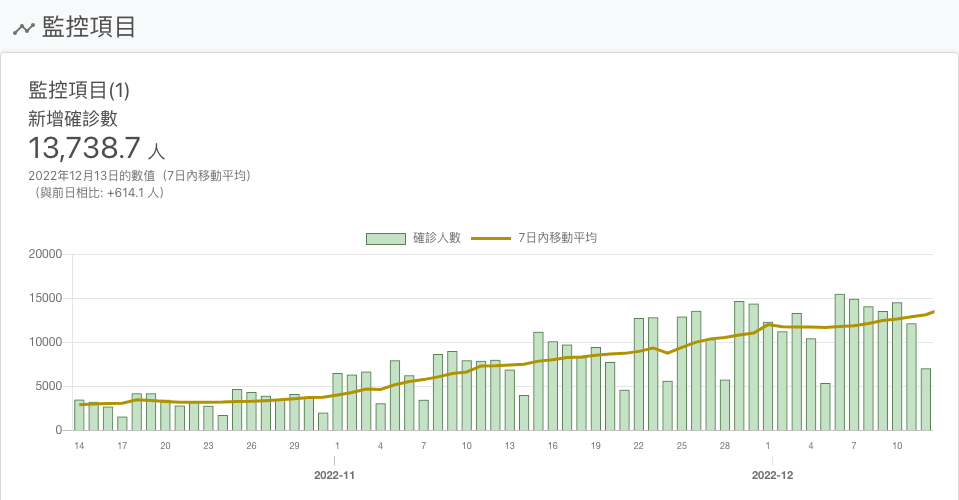 監控項目
監控項目(1)
新增確診數
13,738.7 人
2022年12月13日的數值（7日內移動平均）
（與前日相比: +614.1 人）
確診人數 7日內移動平均
20000
15000
10000
5000
0
14 17 20 23 26 29 1 4 7 10 13 16 19 22 25 28 1 4 7 10
2022-11 2022-12